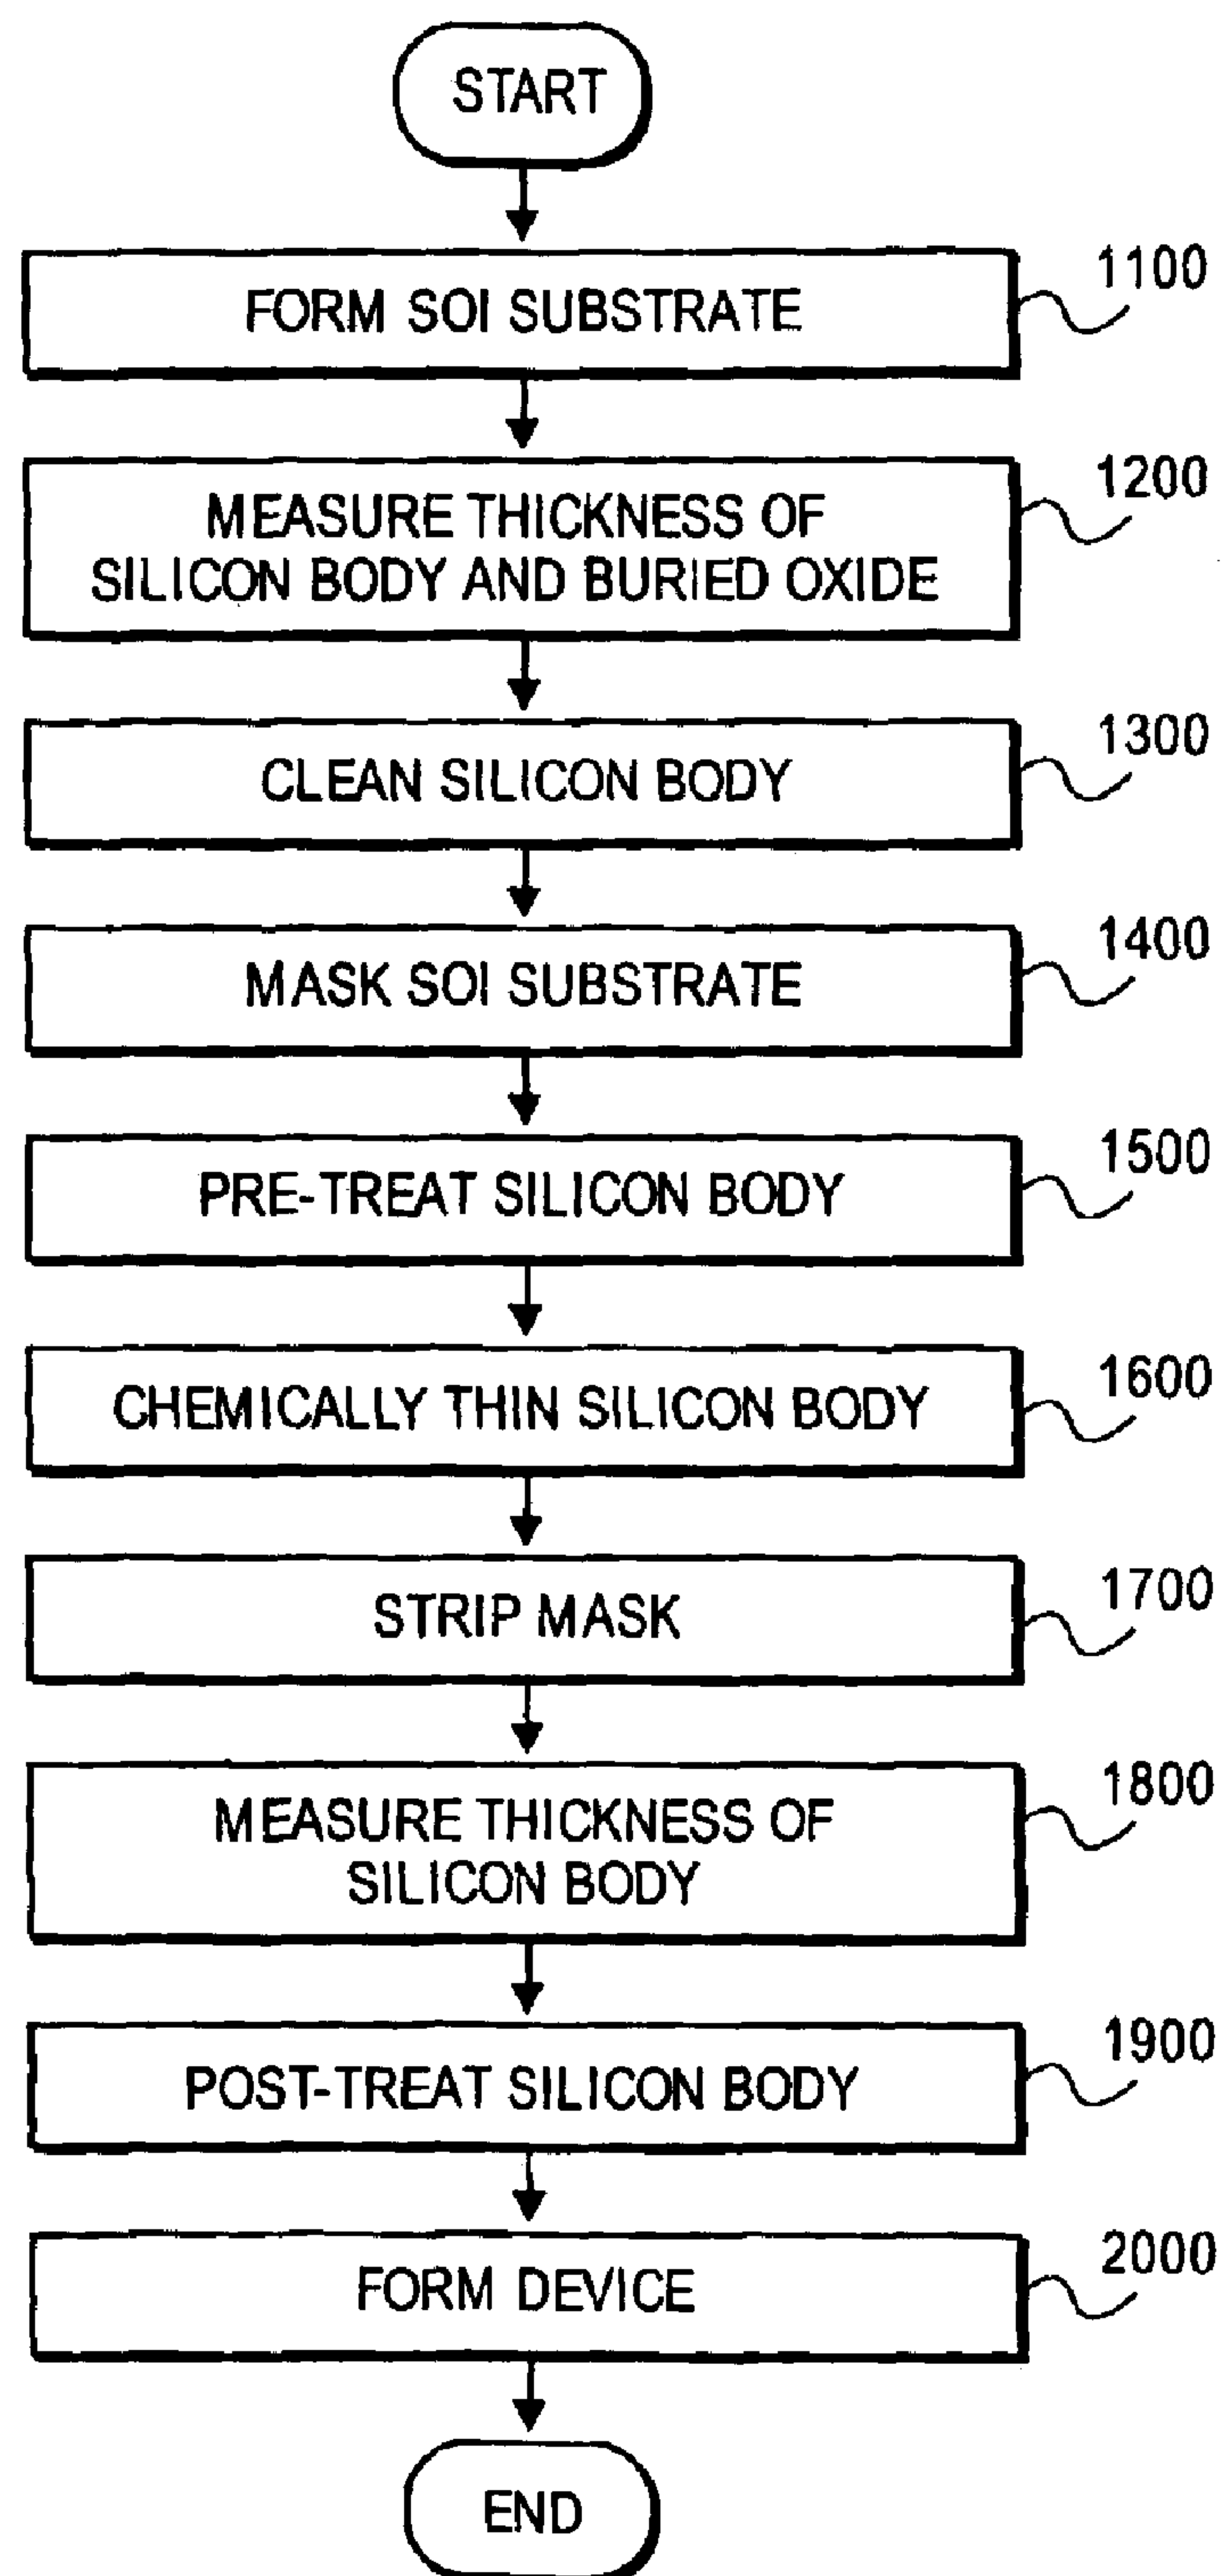 START
FORM SOI SUBSTRATE
1100
MEASURE THICKNESS OF
SILICON BODY AND BURIED OXIDE
1200
CLEAN SILICON BODY
1300
MASK SOI SUBSTRATE
1400
PRE-TREAT SILICON BODY
1500
CHEMICALLY THIN SILICON BODY
1600
STRIP MASK
1700
MEASURE THICKNESS OF
SILICON BODY
1800
POST-TREAT SILICON BODY
1900
FORM DEVICE
2000
END